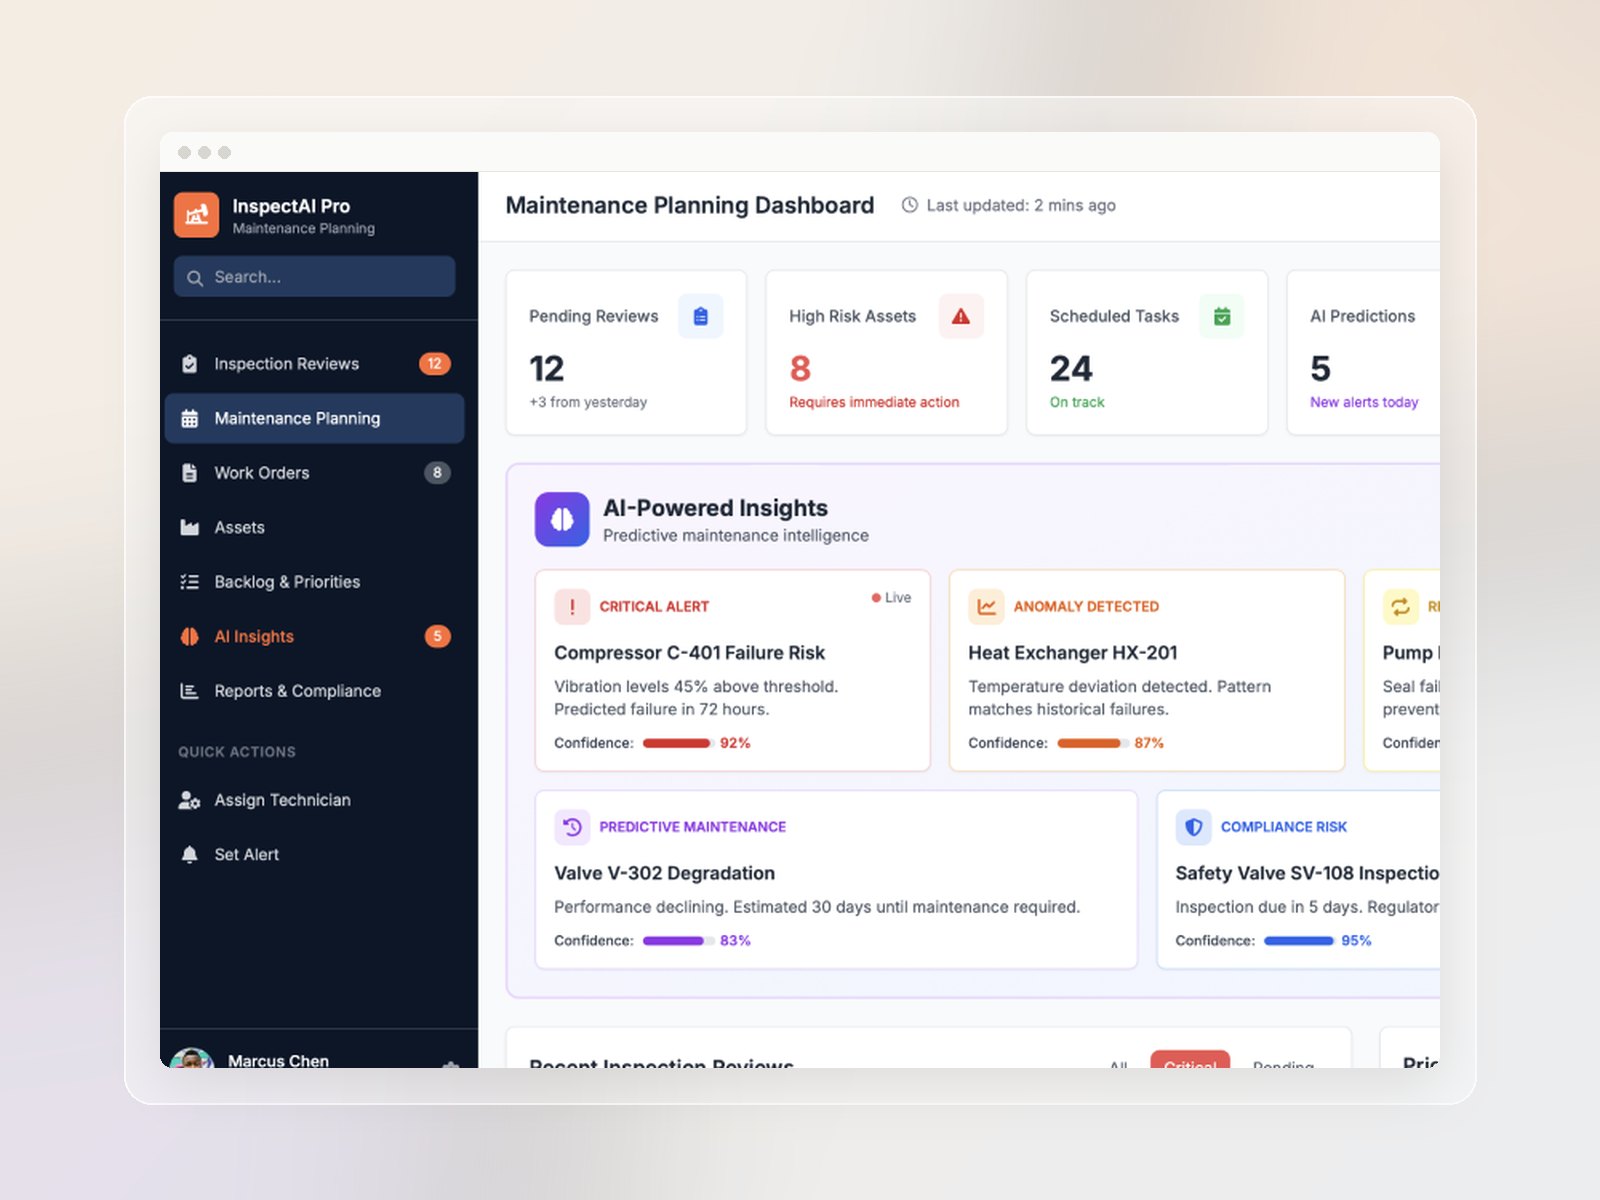 InspectAI Pro
Maintenance Planning
Search...
Inspection Reviews 12
Maintenance Planning
Work Orders 8
Assets
Backlog & Priorities
AI Insights 5
Reports & Compliance
QUICK ACTIONS
Assign Technician
Set Alert
Marcus Chen
Maintenance Planning Dashboard Last updated: 2 mins ago
Pending Reviews
12
+3 from yesterday
High Risk Assets
8
Requires immediate action
Scheduled Tasks
24
On track
AI Predictions
5
New alerts today
AI-Powered Insights
Predictive maintenance intelligence
! CRITICAL ALERT Live
Compressor C-401 Failure Risk
Vibration levels 45% above threshold.
Predicted failure in 72 hours.
Confidence: 92%
ANOMALY DETECTED
Heat Exchanger HX-201
Temperature deviation detected. Pattern
matches historical failures.
Confidence: 87%
Pump
Seal
PREDICTIVE MAINTENANCE
Valve V-302 Degradation
Performance declining. Estimated 30 days until maintenance required.
Confidence: 83%
COMPLIANCE RISK
Safety Valve SV-108 Inspectio
Inspection due in 5 days. Regulator
Confidence: 95%
Recent Inspection Reviews All Critical Pending